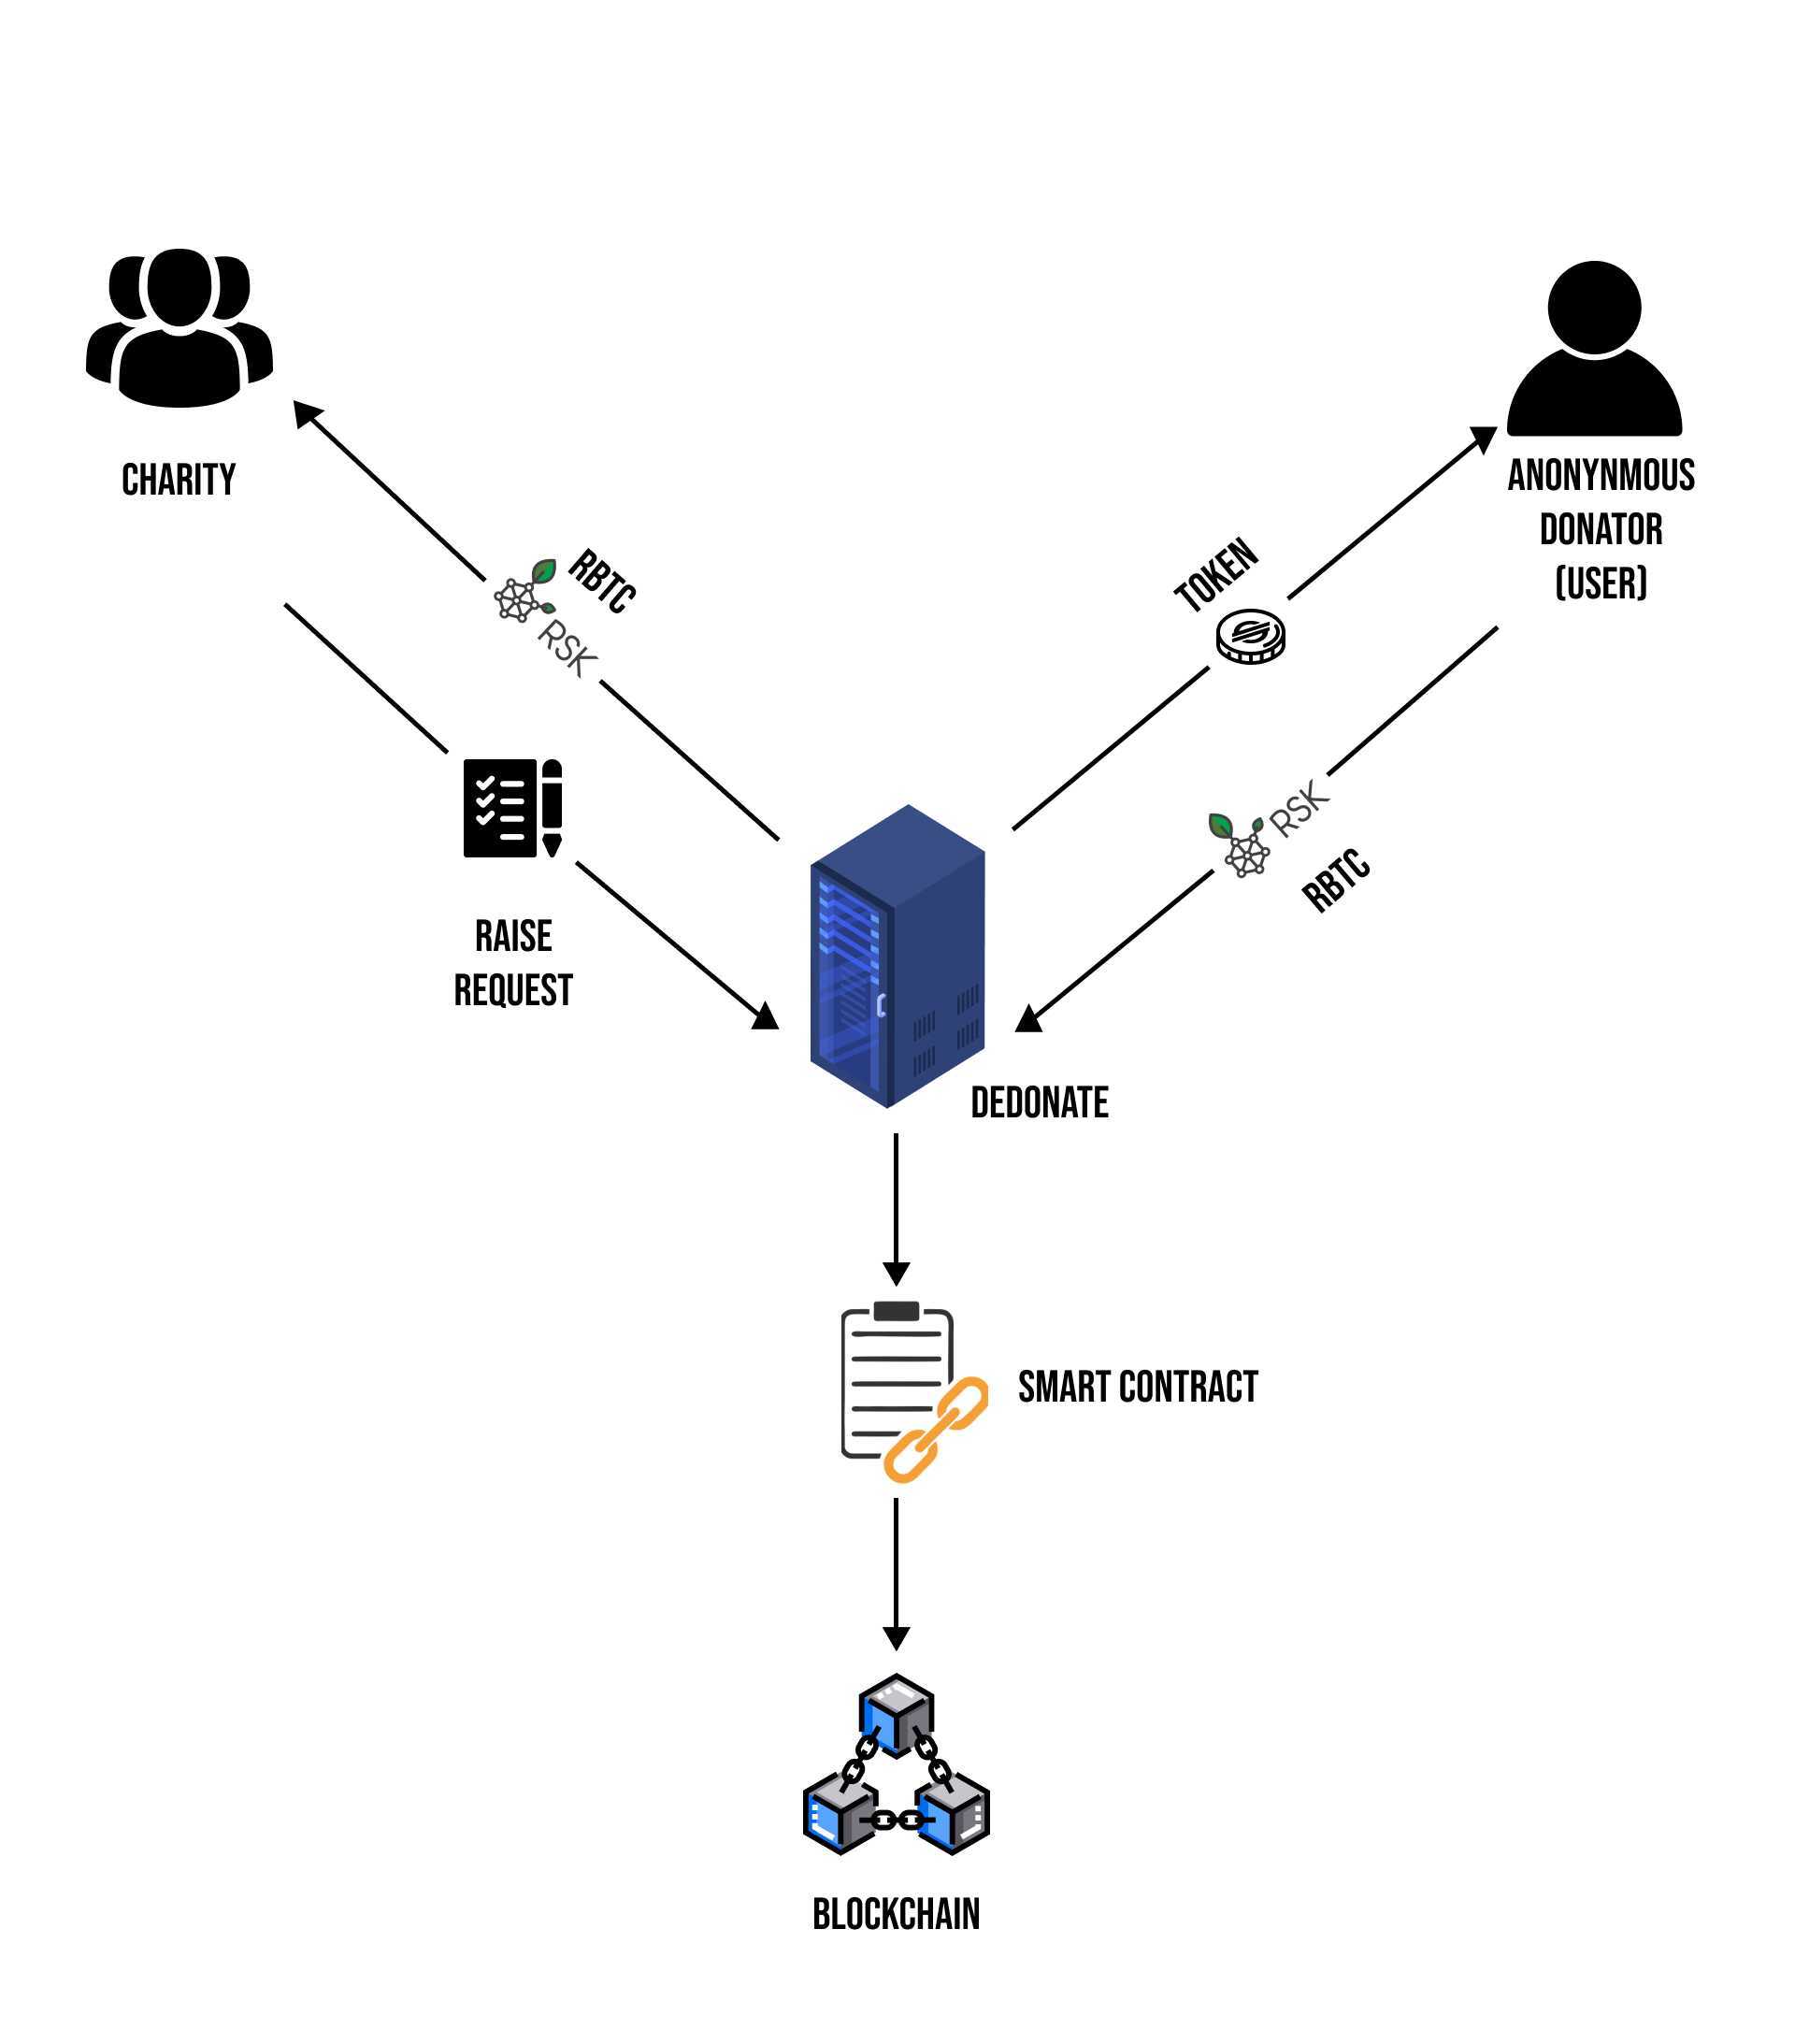 CHARITY
ANONYNMOUS
DONATOR
(USER)
RBTC
RSK
TOKEN
RSK
RBTC
RAISE
REQUEST
DEDONATE
SMART CONTRACT
BLOCKCHAIN